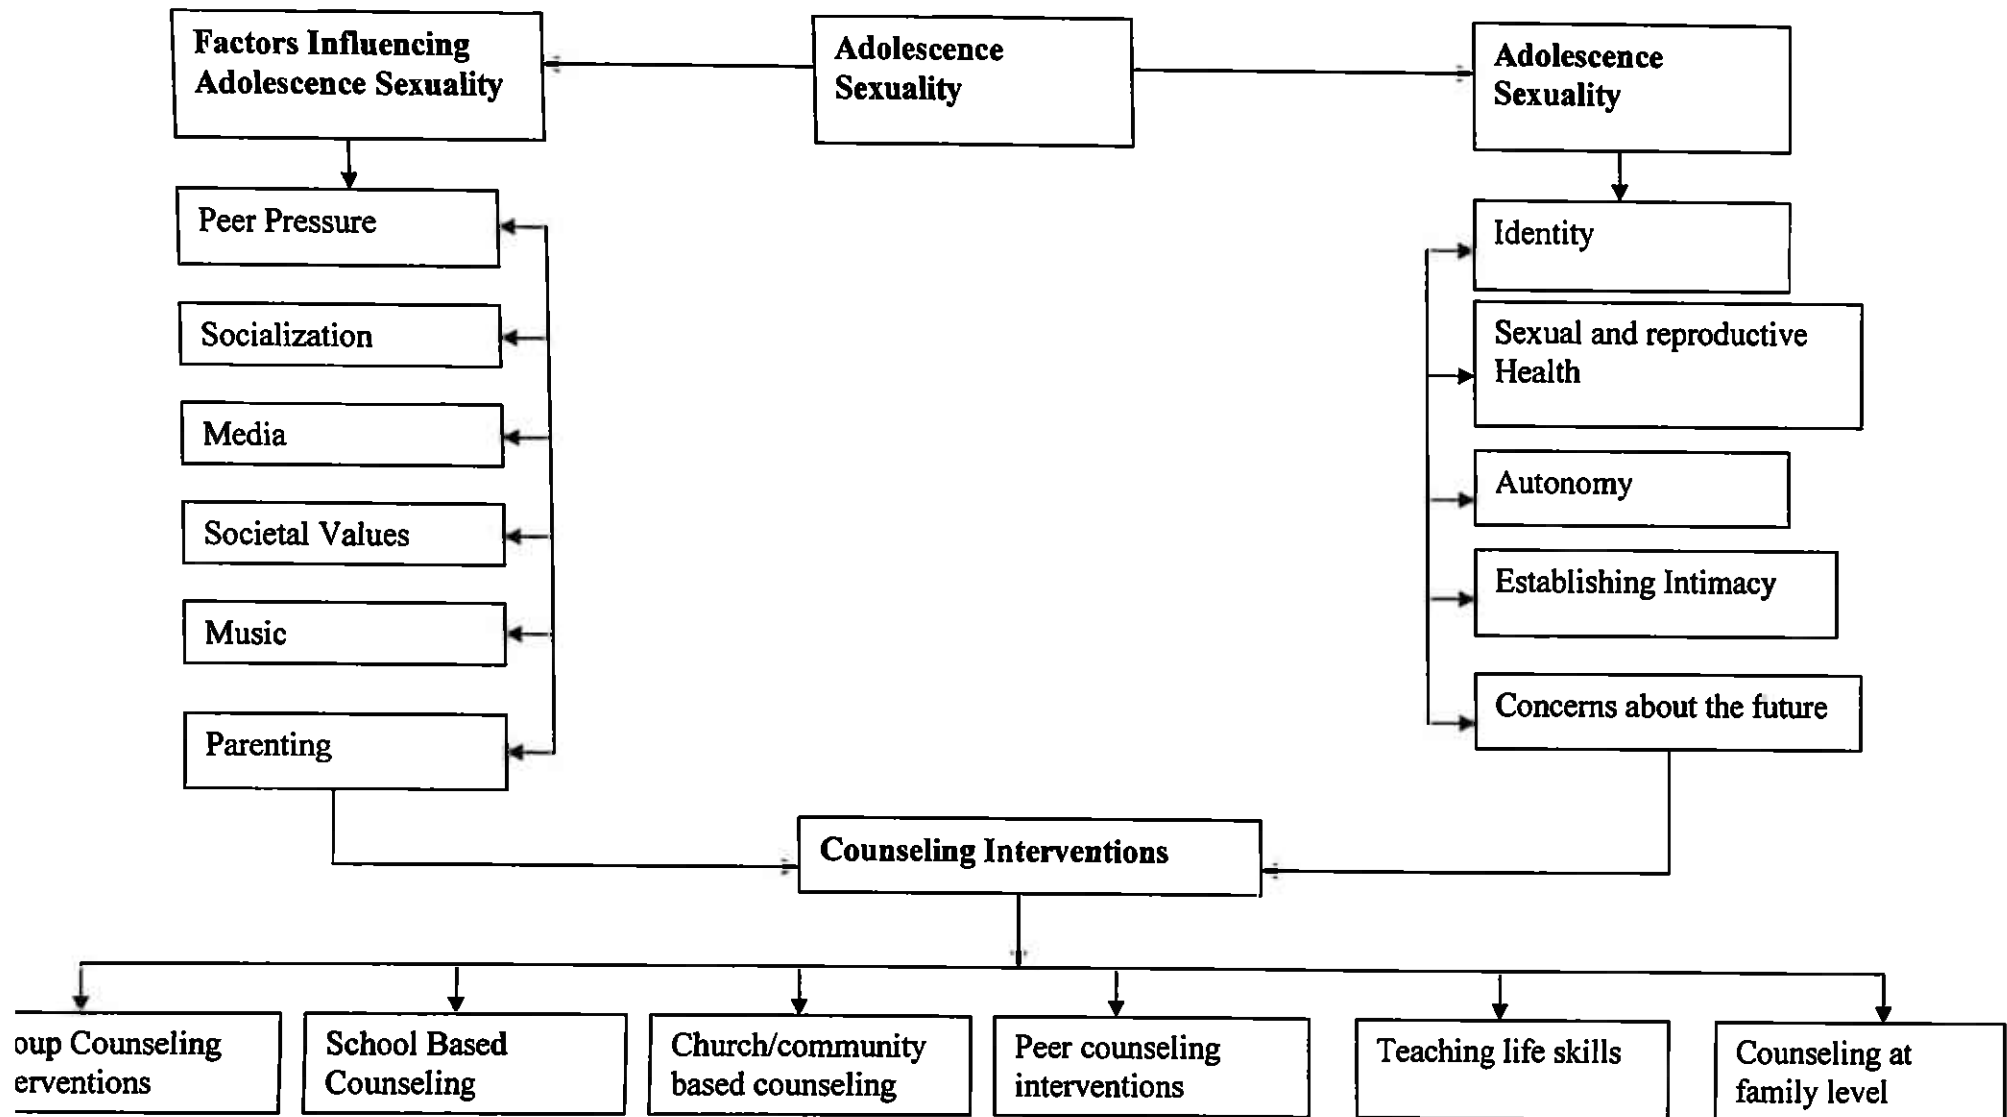 Factors Influencing
Adolescence Sexuality
Adolescence
Sexuality
Adolescence
Sexuality
Peer Pressure
Socialization
Media
Societal Values
Music
Parenting
Identity
Sexual and reproductive
Health
Autonomy
Establishing Intimacy
Concerns about the future
Counseling Interventions
oup Counseling
erventions
School Based
Counseling
Church/community
based counseling
Peer counseling
interventions
Teaching life skills
Counseling at
family level